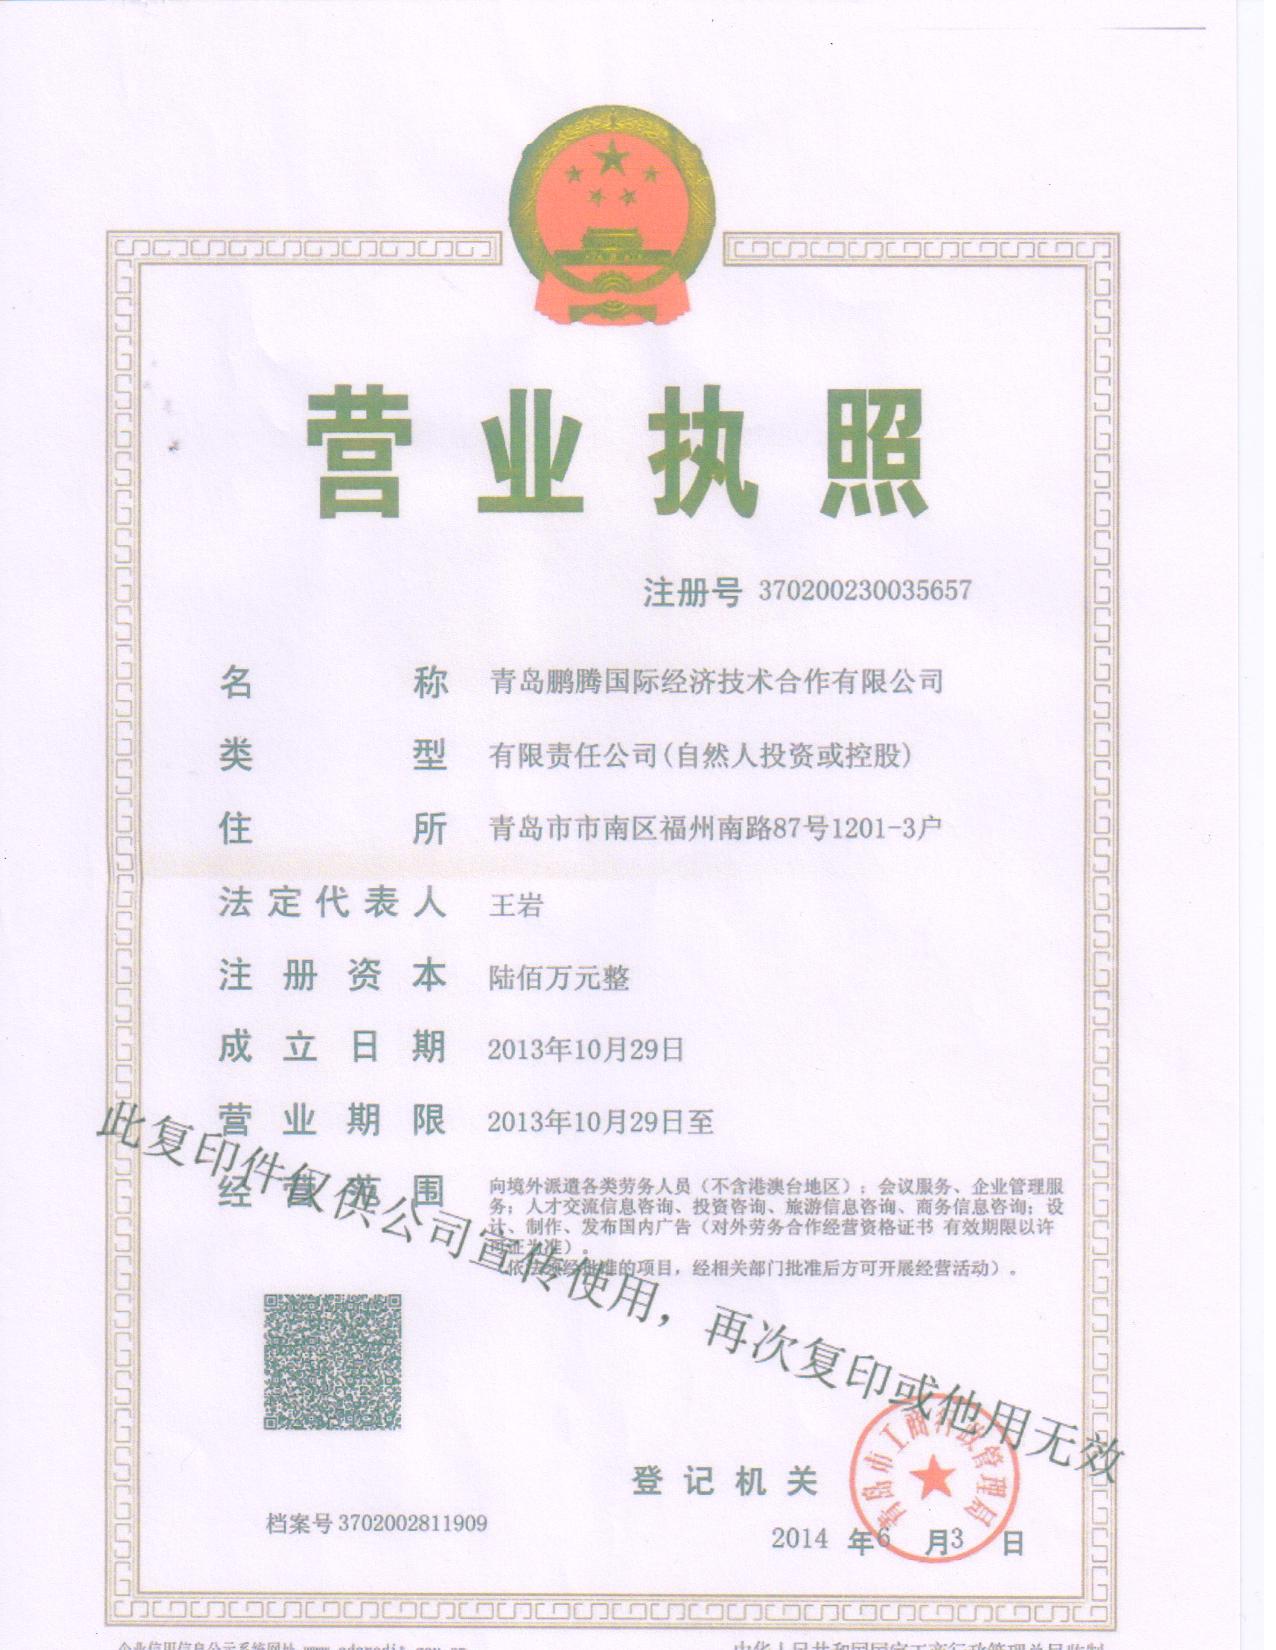 营业执照
注册号 370200230035657
名称 青岛鹏腾国际经济技术合作有限公司
类型 有限责任公司(自然人投资或控股)
住所 青岛市市南区福州南路87号1201-3户
法定代表人 王岩
注册资本 陆佰万元整
成立日期 2013年10月29日
营业期限 2013年10月29日至
经营范围 向境外派遣各类劳务人员（不含港澳台地区）；会议服务、企业管理服
务；人才交流信息咨询、投资咨询、旅游信息咨询、商务信息咨询；设
计、制作、发布国内广告（对外劳务合作经营资格证书 有效期限以许
可证为准）。
（依法须经批准的项目，经相关部门批准后方可开展经营活动）。
此复印件仅供公司宣传使用，再次复印或他用无效
青岛市工商行政管理局
登记机关
2014 年6 月3 日
档案号3702002811909
企业信用信息公示系统网址
中华人民共和国国家工商行政管理总局监制